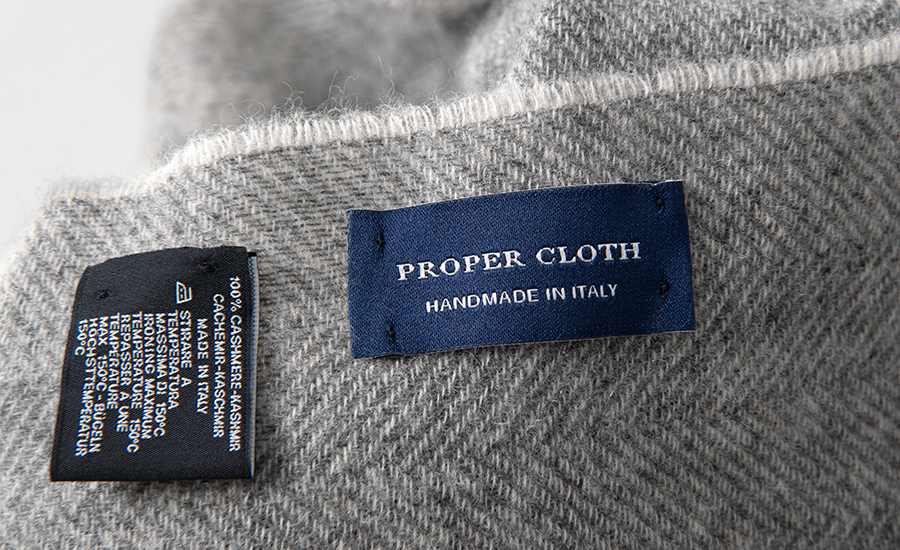 PROPER CLOTH
HANDMADE IN ITALY
100% CASHMERE-KASHMIR
CACHEMIR-KASCHMIR
MADE IN ITALY
STIRARE A
TEMPERATURA
MASSIMA DI 150°C
IRONING MAXIMUM
TEMPERATURE 150°C
REPASSER A UNE
TEMPERATURE
MAX. 150°C - BÜGELN
HÖCHSTTEMPERATUR
150°C